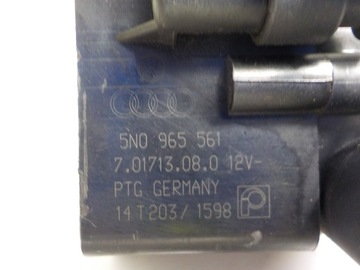 5N0 965 561
7.01713.08.0 12V-
PTG GERMANY
14 T203/ 1598